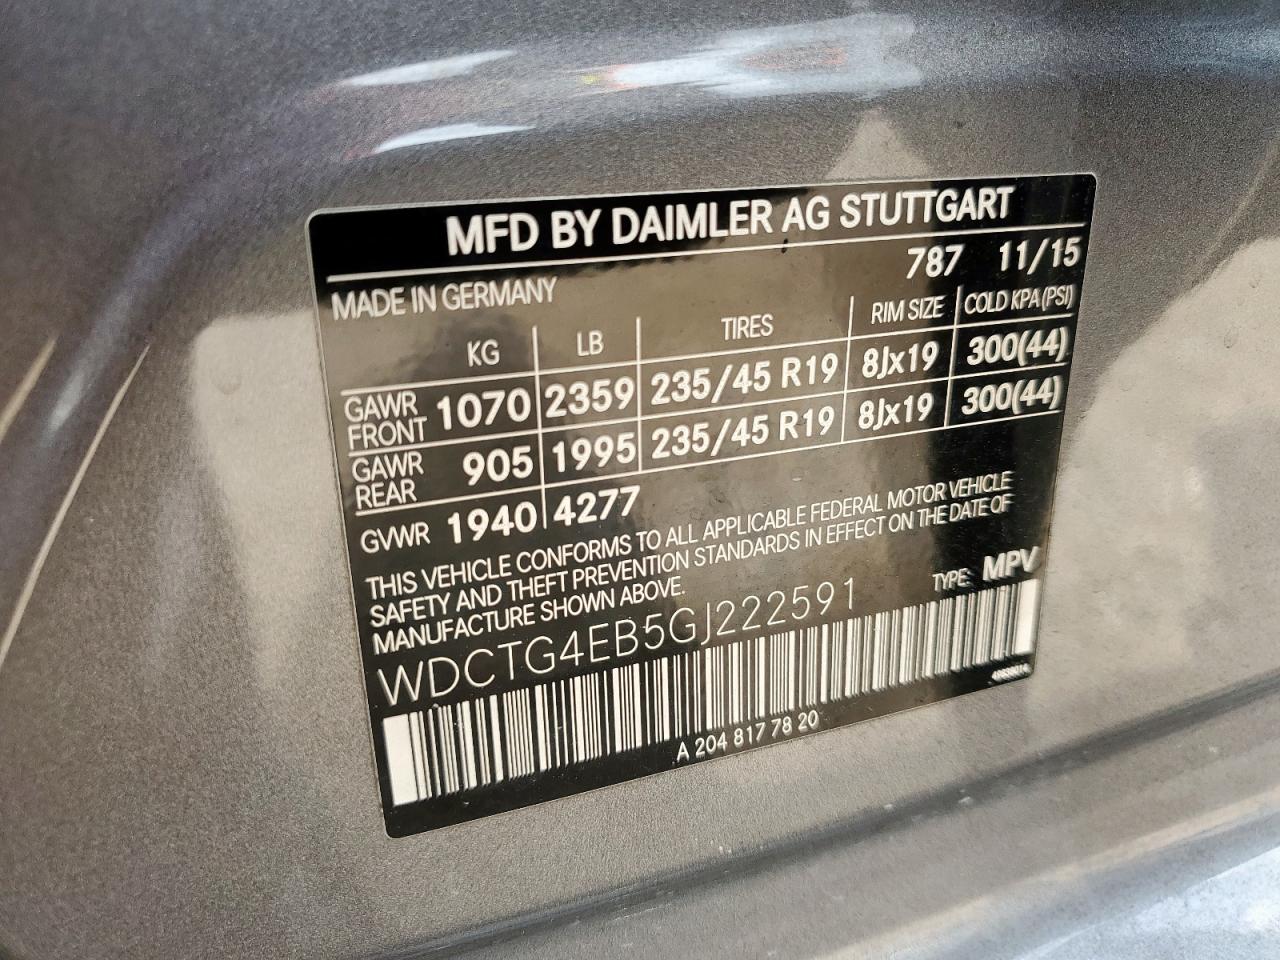 MFD BY DAIMLER AG STUTTGART
787 11/15
MADE IN GERMANY
KG LB TIRES RIM SIZE COLD KPA (PSI)
GAWR FRONT 1070 2359 235/45 R19 8Jx19 300(44)
GAWR REAR 905 1995 235/45 R19 8Jx19 300(44)
GVWR 1940 4277
THIS VEHICLE CONFORMS TO ALL APPLICABLE FEDERAL MOTOR VEHICLE
SAFETY AND THEFT PREVENTION STANDARDS IN EFFECT ON THE DATE OF
MANUFACTURE SHOWN ABOVE.
TYPE: MPV
WDCTG4EB5GJ222591
A 204 817 78 20